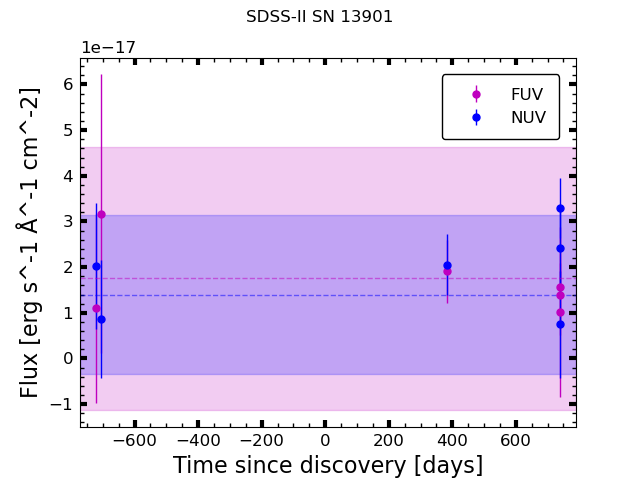 SDSS-II SN 13901
1e−17
FUV
NUV
6
5
4
3
2
1
0
−1
Flux [erg s^-1 Å^-1 cm^-2]
−600 −400 −200 0 200 400 600
Time since discovery [days]